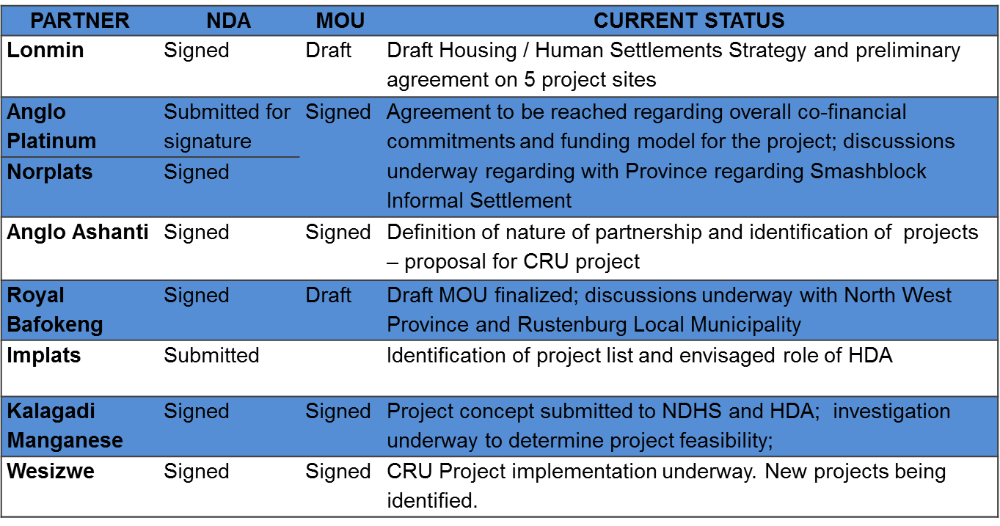 PARTNER NDA MOU CURRENT STATUS
Lonmin Signed Draft Draft Housing / Human Settlements Strategy and preliminary
agreement on 5 project sites
Anglo Submitted for Signed Agreement to be reached regarding overall co-financial
Platinum signature commitments and funding model for the project; discussions
Norplats Signed underway regarding with Province regarding Smashblock
Informal Settlement
Anglo Ashanti Signed Signed Definition of nature of partnership and identification of projects
– proposal for CRU project
Royal Signed Draft Draft MOU finalized; discussions underway with North West
Bafokeng Province and Rustenburg Local Municipality
Implats Submitted Identification of project list and envisaged role of HDA
Kalagadi Signed Signed Project concept submitted to NDHS and HDA; investigation
Manganese underway to determine project feasibility;
Wesizwe Signed Signed CRU Project implementation underway. New projects being
identified.